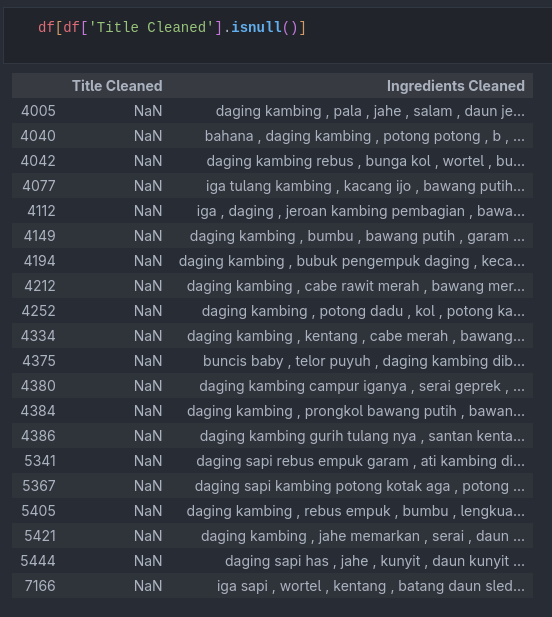 df[df['Title Cleaned'].isnull()]
Title Cleaned Ingredients Cleaned
4005 NaN daging kambing , pala , jahe , salam , daun je...
4040 NaN bahana , daging kambing , potong potong , b , ...
4042 NaN daging kambing rebus , bunga kol , wortel , bu...
4077 NaN iga tulang kambing , kacang ijo , bawang putih...
4112 NaN iga , daging , jeroan kambing pembagian , bawa...
4149 NaN daging kambing , bumbu , bawang putih , garam ...
4194 NaN daging kambing , bubuk pengempuk daging , keca...
4212 NaN daging kambing , cabe rawit merah , bawang mer...
4252 NaN daging kambing , potong dadu , kol , potong ka...
4334 NaN daging kambing , kentang , cabe merah , bawang...
4375 NaN buncis baby , telor puyuh , daging kambing dib...
4380 NaN daging kambing campur iganya , serai geprek , ...
4384 NaN daging kambing , prongkol bawang putih , bawan...
4386 NaN daging kambing gurih tulang nya , santan kenta...
5341 NaN daging sapi rebus empuk garam , ati kambing di...
5367 NaN daging sapi kambing potong kotak aga , potong ...
5405 NaN daging kambing , rebus empuk , bumbu , lengkua...
5421 NaN daging kambing , jahe memarkan , serai , daun ...
5444 NaN daging sapi has , jahe , kunyit , daun kunyit ...
7166 NaN iga sapi , wortel , kentang , batang daun sled...